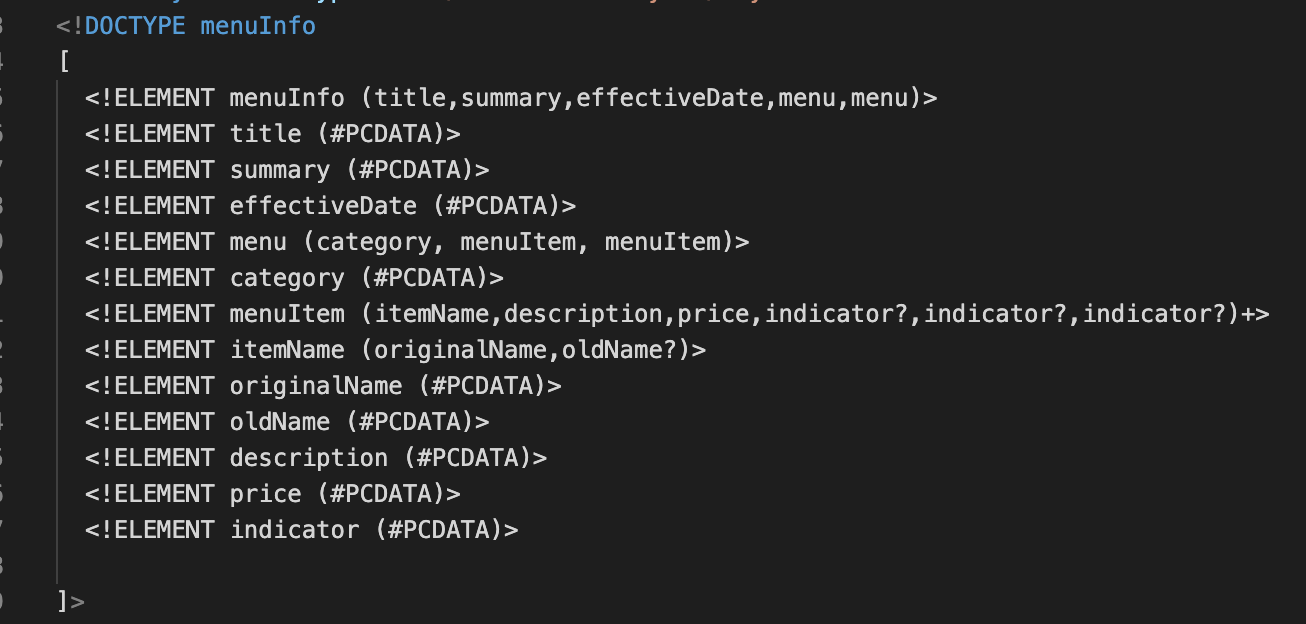 <!DOCTYPE menuInfo
[
<!ELEMENT menuInfo (title,summary,effectiveDate,menu,menu)>
<!ELEMENT title (#PCDATA)>
<!ELEMENT summary (#PCDATA)>
<!ELEMENT effectiveDate (#PCDATA)>
<!ELEMENT menu (category, menuItem, menuItem)>
<!ELEMENT category (#PCDATA)>
<!ELEMENT menuItem (itemName,description,price,indicator?,indicator?,indicator?)+>
<!ELEMENT itemName (originalName,oldName?)>
<!ELEMENT originalName (#PCDATA)>
<!ELEMENT oldName (#PCDATA)>
<!ELEMENT description (#PCDATA)>
<!ELEMENT price (#PCDATA)>
<!ELEMENT indicator (#PCDATA)>
]>